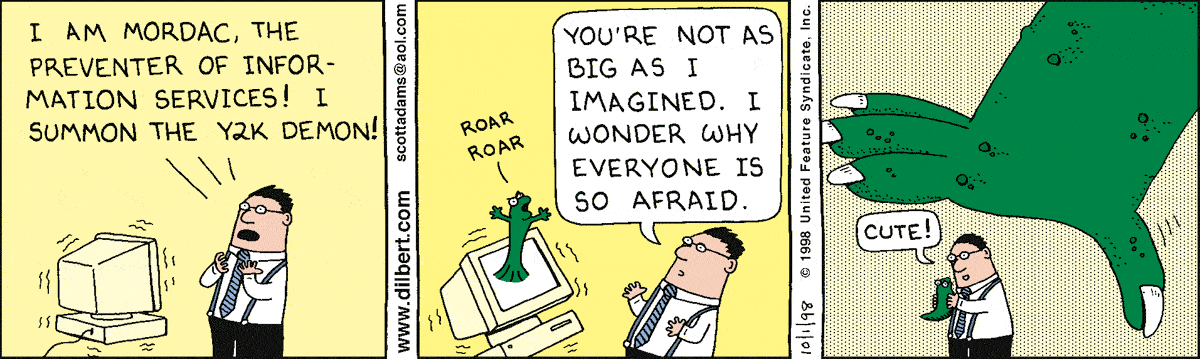 I AM MORDAC, THE
PREVENTER OF INFOR-
MATION SERVICES! I
SUMMON THE Y2K DEMON!
www.dilbert.com scottadams@aol.com
ROAR
ROAR
YOU'RE NOT AS
BIG AS I
IMAGINED. I
WONDER WHY
EVERYONE IS
SO AFRAID.
10/1/98 © 1998 United Feature Syndicate, Inc.
CUTE!